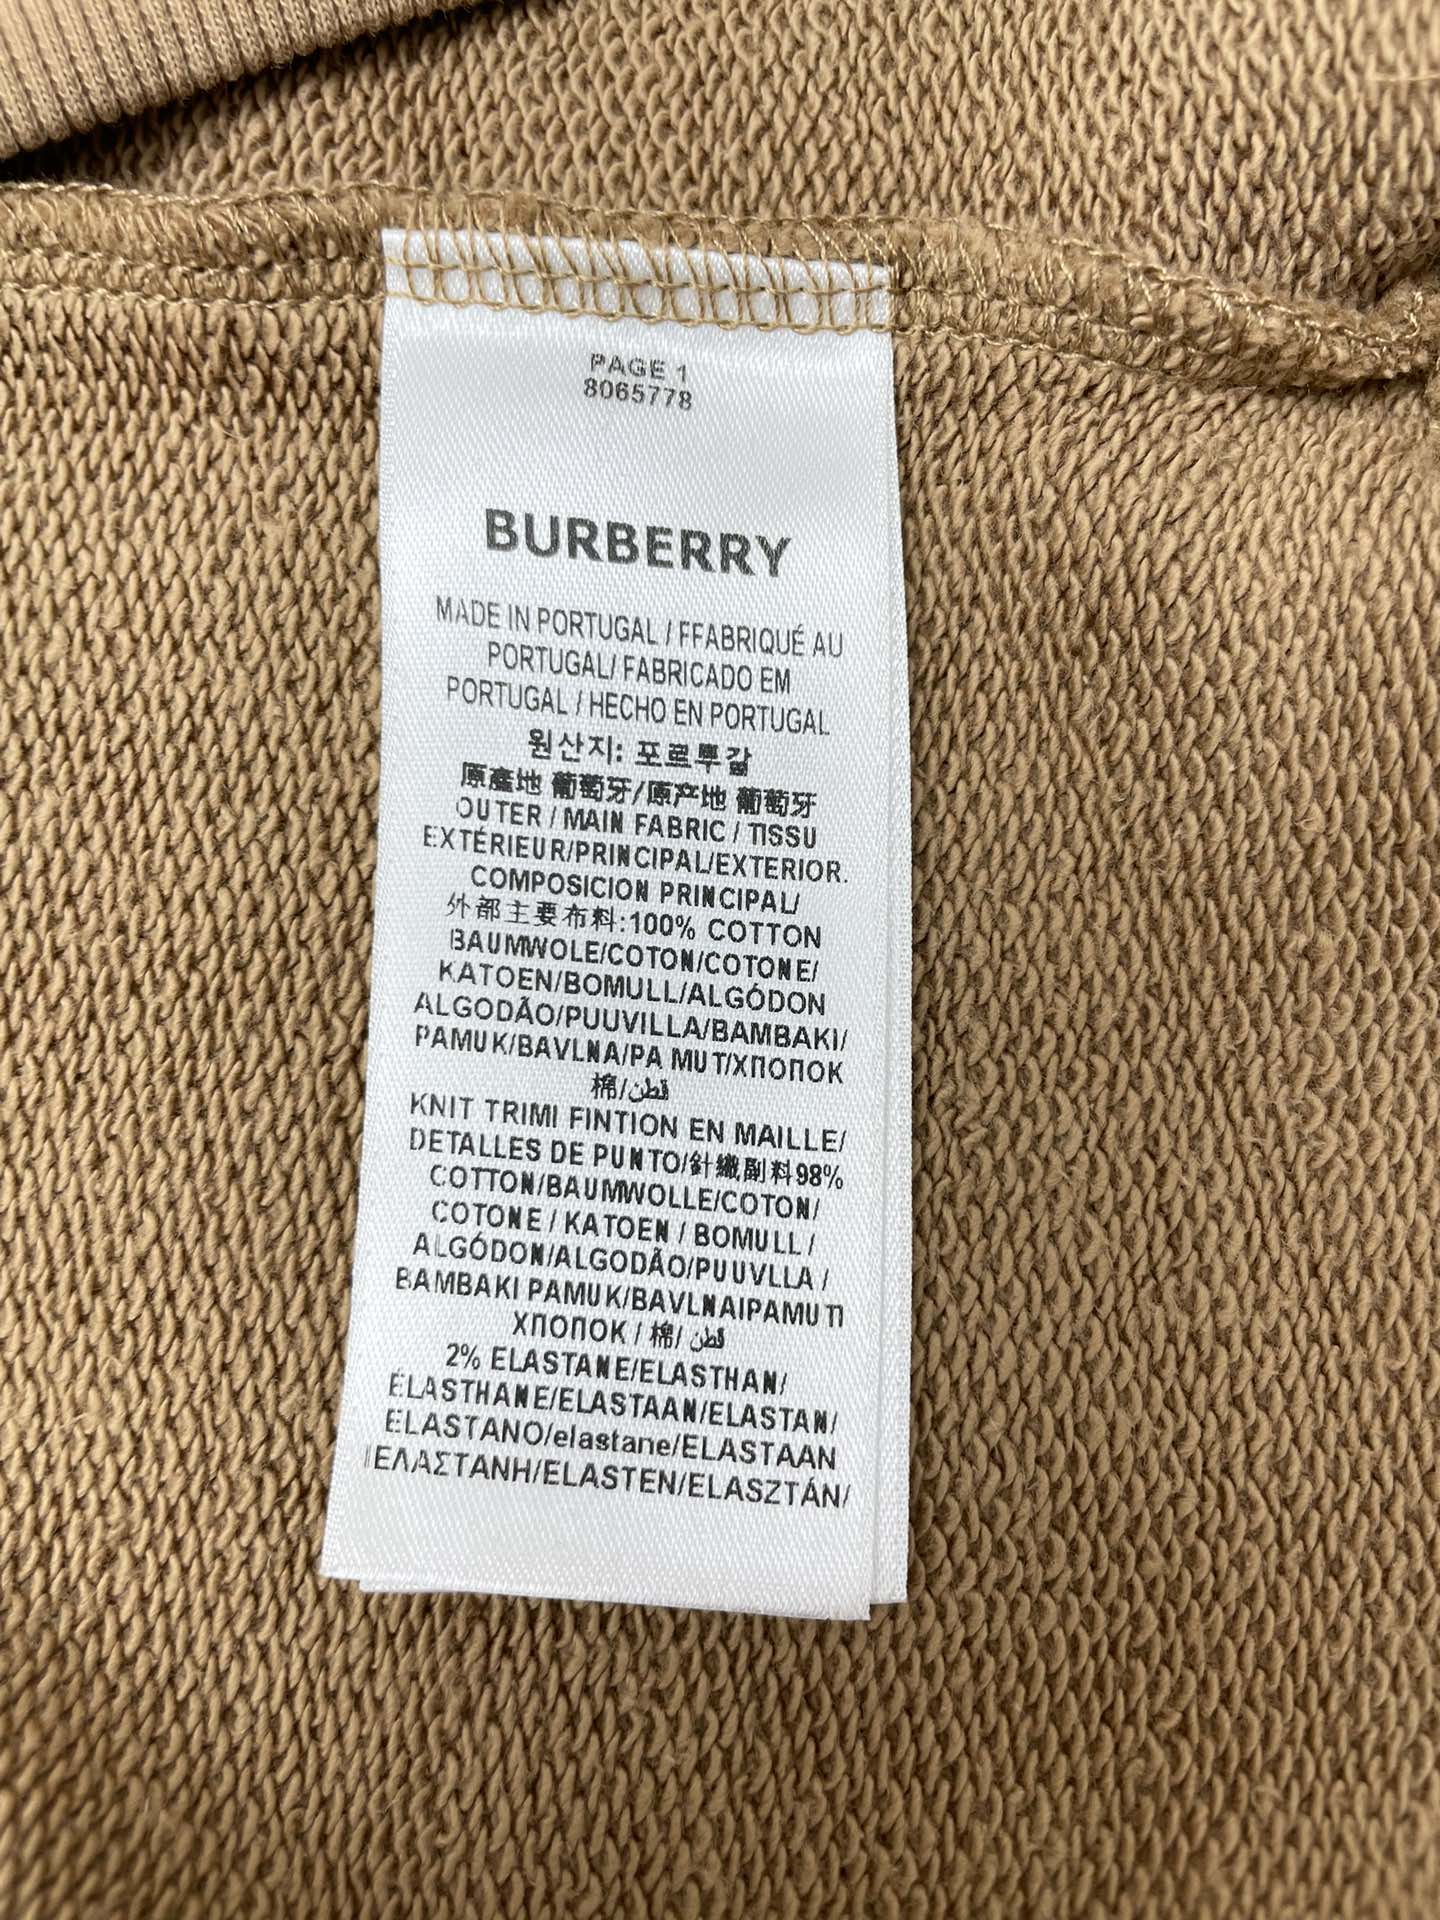 PAGE 1
8065778
BURBERRY
MADE IN PORTUGAL / FFABRIQUÉ AU
PORTUGAL/ FABRICADO EM
PORTUGAL / HECHO EN PORTUGAL
원산지: 포르투갈
原產地 葡萄牙/原产地 葡萄牙
OUTER / MAIN FABRIC / TISSU
EXTÉRIEUR/PRINCIPAL/EXTERIOR.
COMPOSICION PRINCIPAL/
外部主要布料:100% COTTON
BAUMWOLE/COTON/COTONE/
KATOEN/BOMULL/ALGÓDON
ALGODÃO/PUUVILLA/BAMBAKI/
PAMUK/BAVLNA/PA MUT/ХПОПОК
棉/قطن
KNIT TRIMI FINTION EN MAILLE/
DETALLES DE PUNTO/針織副料98%
COTTON/BAUMWOLLE/COTON/
COTONE / KATOEN / BOMULL /
ALGÓDON/ALGODÃO/PUUVLLA /
BAMBAKI PAMUK/BAVLNAIPAMUTI
ХПОПОК / 棉/ قطن
2% ELASTANE/ELASTHAN/
ÉLASTHANE/ELASTAAN/ELASTAN/
ELASTANO/elastane/ELASTAAN
IEΛAΣTANH/ELASTEN/ELASZTÁN/